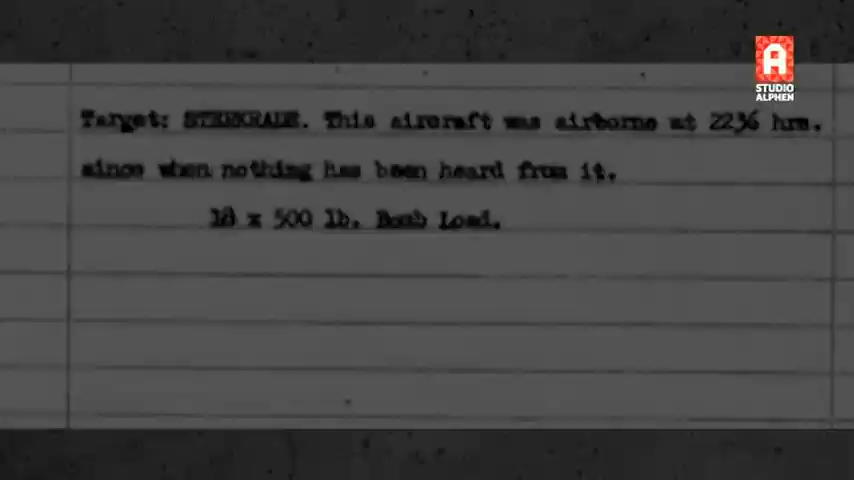 STUDIO
ALPHEN
Target: STERKRADE. This aircraft was airborne at 2236 hrs.
since when nothing has been heard from it.
18 x 500 lb. Bomb Load.